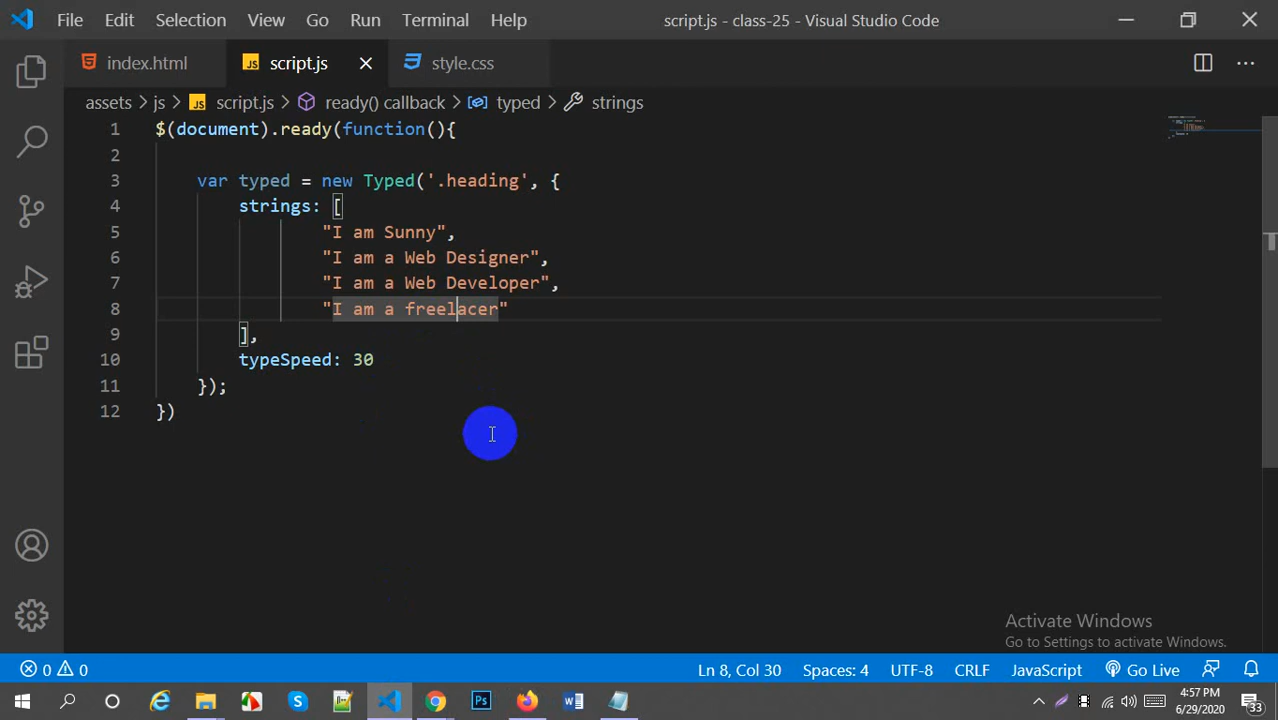 File Edit Selection View Go Run Terminal Help script.js - class-25 - Visual Studio Code
index.html JS script.js style.css
assets > js > JS script.js > ready() callback > typed > strings
1 $(document).ready(function(){
2
3 var typed = new Typed('.heading', {
4 strings: [
5 "I am Sunny",
6 "I am a Web Designer",
7 "I am a Web Developer",
8 "I am a freelacer"
9 ],
10 typeSpeed: 30
11 });
12 })
Activate Windows
Go to Settings to activate Windows.
0 0 Ln 8, Col 30 Spaces: 4 UTF-8 CRLF JavaScript Go Live
Ps W 4:57 PM
6/29/2020 33